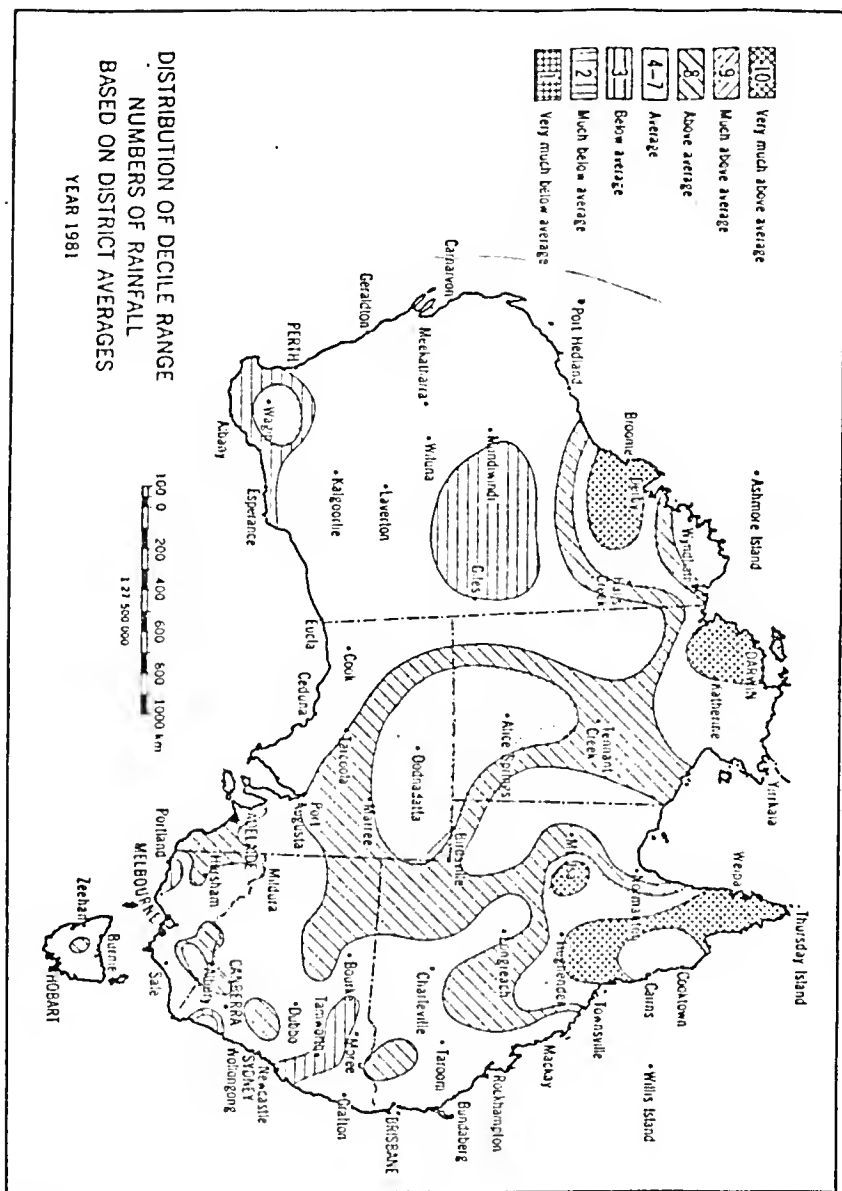 DISTRIBUTION OF DECILE RANGE
NUMBERS OF RAINFALL
BASED ON DISTRICT AVERAGES
YEAR 1981
10 Very much above average
9 Much above average
8 Above average
4–7 Average
3 Below average
2 Much below average
1 Very much below average
100 0 200 400 600 800 1000 km
1:27 500 000
Thursday Island
Ashmore Island
DARWIN
Yirrkala
Weipa
Katherine
Wyndham
Cooktown
Cairns
Willis Island
Normanton
Broome
Derby
Halls Creek
Townsville
Port Hedland
Tennant Creek
Mt Isa
Hughenden
Mackay
Mundiwindi
Alice Springs
Longreach
Rockhampton
Carnarvon
Giles
Birdsville
Bundaberg
Meekatharra
Wiluna
Oodnadatta
Charleville
Taroom
Geraldton
Laverton
Marree
BRISBANE
Kalgoorlie
Cook
Tarcoola
Bourke
Moree
Grafton
Eucla
Ceduna
Port Augusta
Tamworth
PERTH
Wagin
Esperance
Dubbo
Newcastle
SYDNEY
Wollongong
Albany
ADELAIDE
Mildura
CANBERRA
Albury
Horsham
Portland
MELBOURNE
Sale
Burnie
Zeehan
HOBART